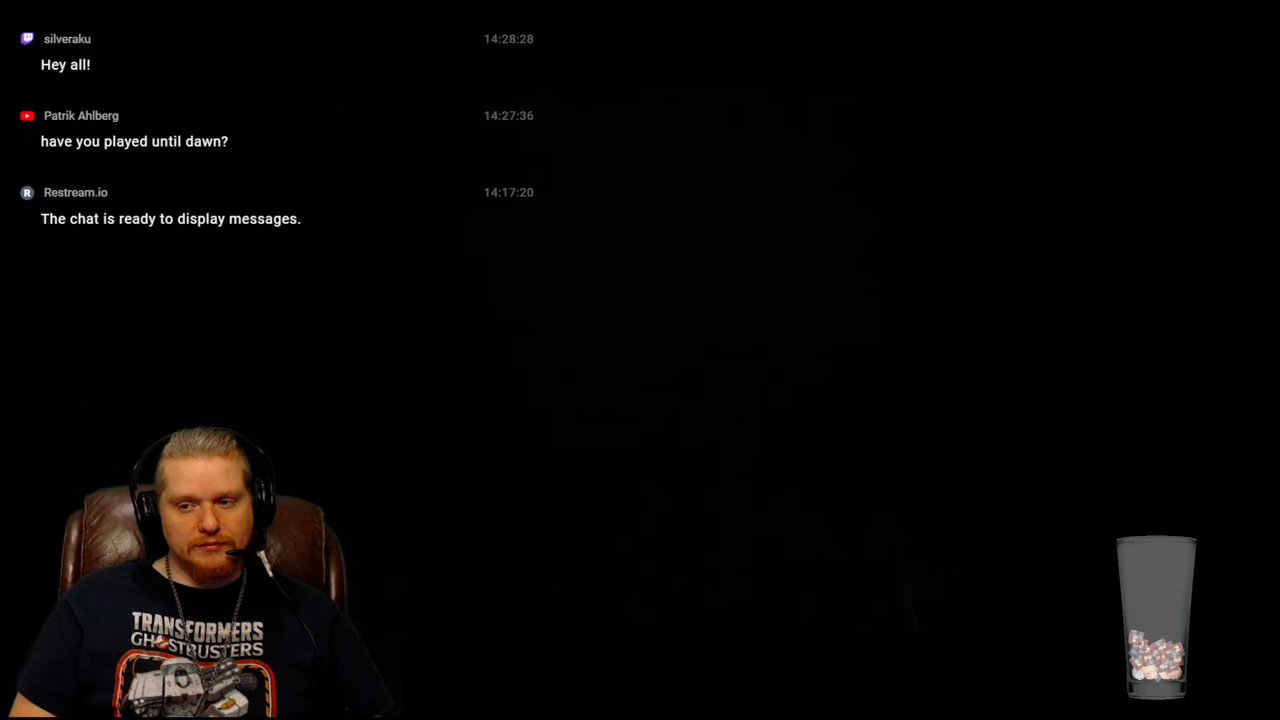 silveraku 14:28:28
Hey all!
Patrik Ahlberg 14:27:36
have you played until dawn?
R Restream.io 14:17:20
The chat is ready to display messages.
TRANSFORMERS
GHOSTBUSTERS